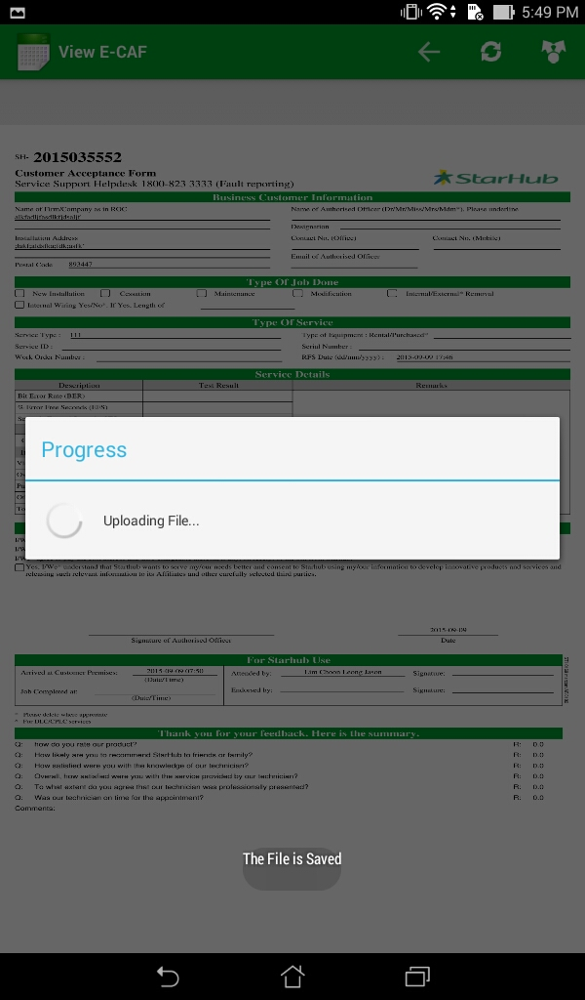 5:49 PM
View E-CAF
SH- 2015035552
Customer Acceptance Form
Service Support Helpdesk 1800-823 3333 (Fault reporting)
StarHub
Business Customer Information
Name of Firm/Company as in ROC
Name of Authorised Officer (Dr/Mr/Miss/Mrs/Mdm*). Please underline
Designation
Installation Address
Contact No. (Office)
Contact No. (Mobile)
Email of Authorised Officer
Postal Code 893447
Type Of Job Done
New Installation Cessation Maintenance Modification Internal/External* Removal
Internal Wiring Yes/No*. If Yes, Length of
Type Of Service
Service Type : 111 Type of Equipment : Rental/Purchased*
Service ID : Serial Number :
Work Order Number : RFS Date (dd/mm/yyyy) : 2015-09-09 17:46
Service Details
Description Test Result Remarks
Bit Error Rate (BER)
% Error Free Seconds (EFS)
Progress
Uploading File...
Yes. I/We* understand that Starhub wants to serve my/our needs better and consent to Starhub using my/our information to develop innovative products and services and
releasing such relevant information to its Affiliates and other carefully selected third parties.
2015-09-09
Signature of Authorised Officer Date
For Starhub Use
Arrived at Customer Premises: 2015-09-09 07:50 Attended by: Lim Choon Leong Jason Signature:
(Date/Time)
Job Completed at: Endorsed by: Signature:
(Date/Time)
* Please delete where appropriate
^ For DLC/CPLC services
Thank you for your feedback. Here is the summary.
Q: how do you rate our product? R: 0.0
Q: How likely are you to recommend StarHub to friends or family? R: 0.0
Q: How satisfied were you with the knowledge of our technician? R: 0.0
Q: Overall, how satisfied were you with the service provided by our technician? R: 0.0
Q: To what extent do you agree that our technician was professionally presented? R: 0.0
Q: Was our technician on time for the appointment? R: 0.0
Comments:
The File is Saved